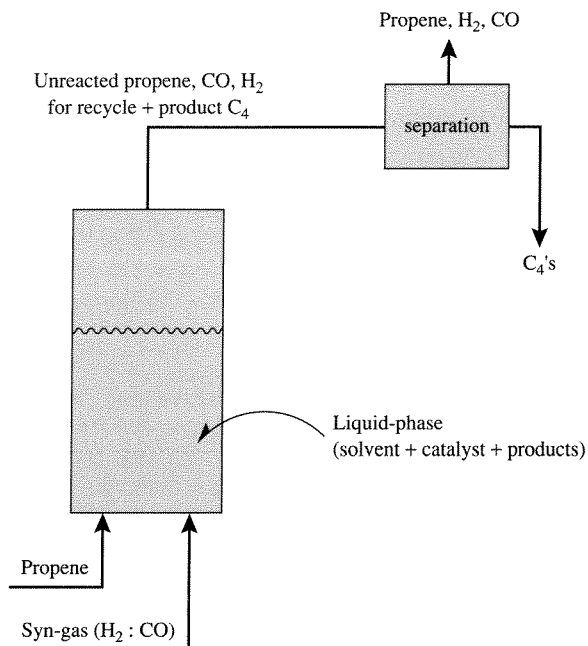 Propene, H₂, CO
Unreacted propene, CO, H₂
for recycle + product C₄
separation
C₄'s
Liquid-phase
(solvent + catalyst + products)
Propene
Syn-gas (H₂ : CO)